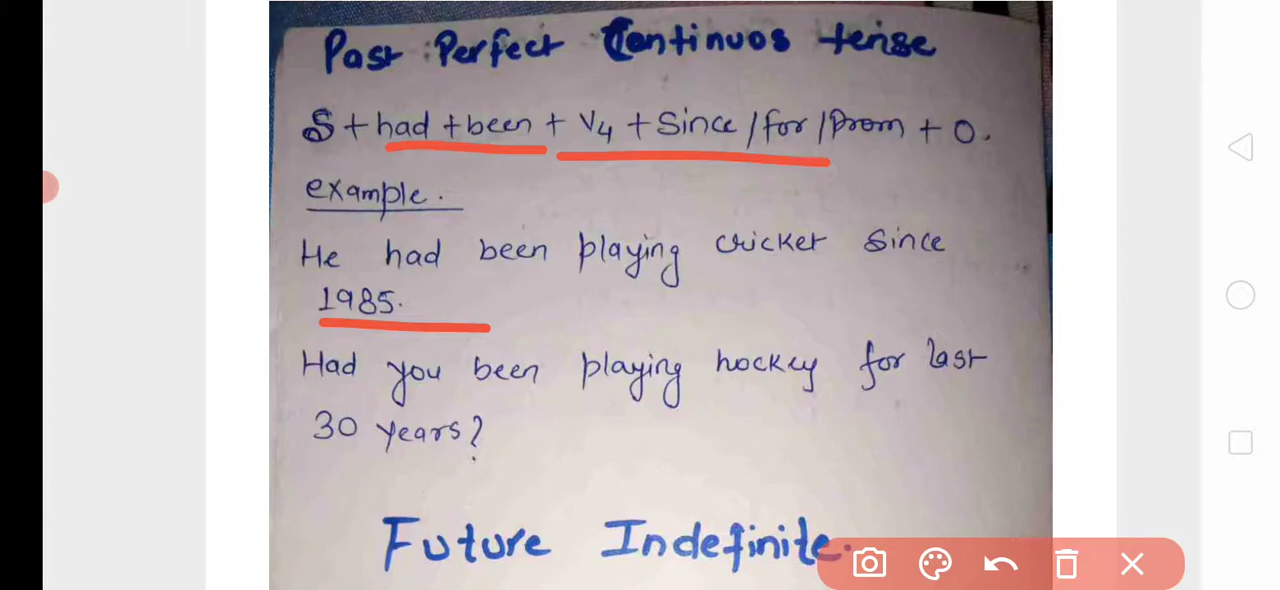 Past Perfect Continuos tense
S + had + been + V4 + Since / for / From + O.
example.
He had been playing cricket since
1985.
Had you been playing hockey for last
30 years?
Future Indefinite.